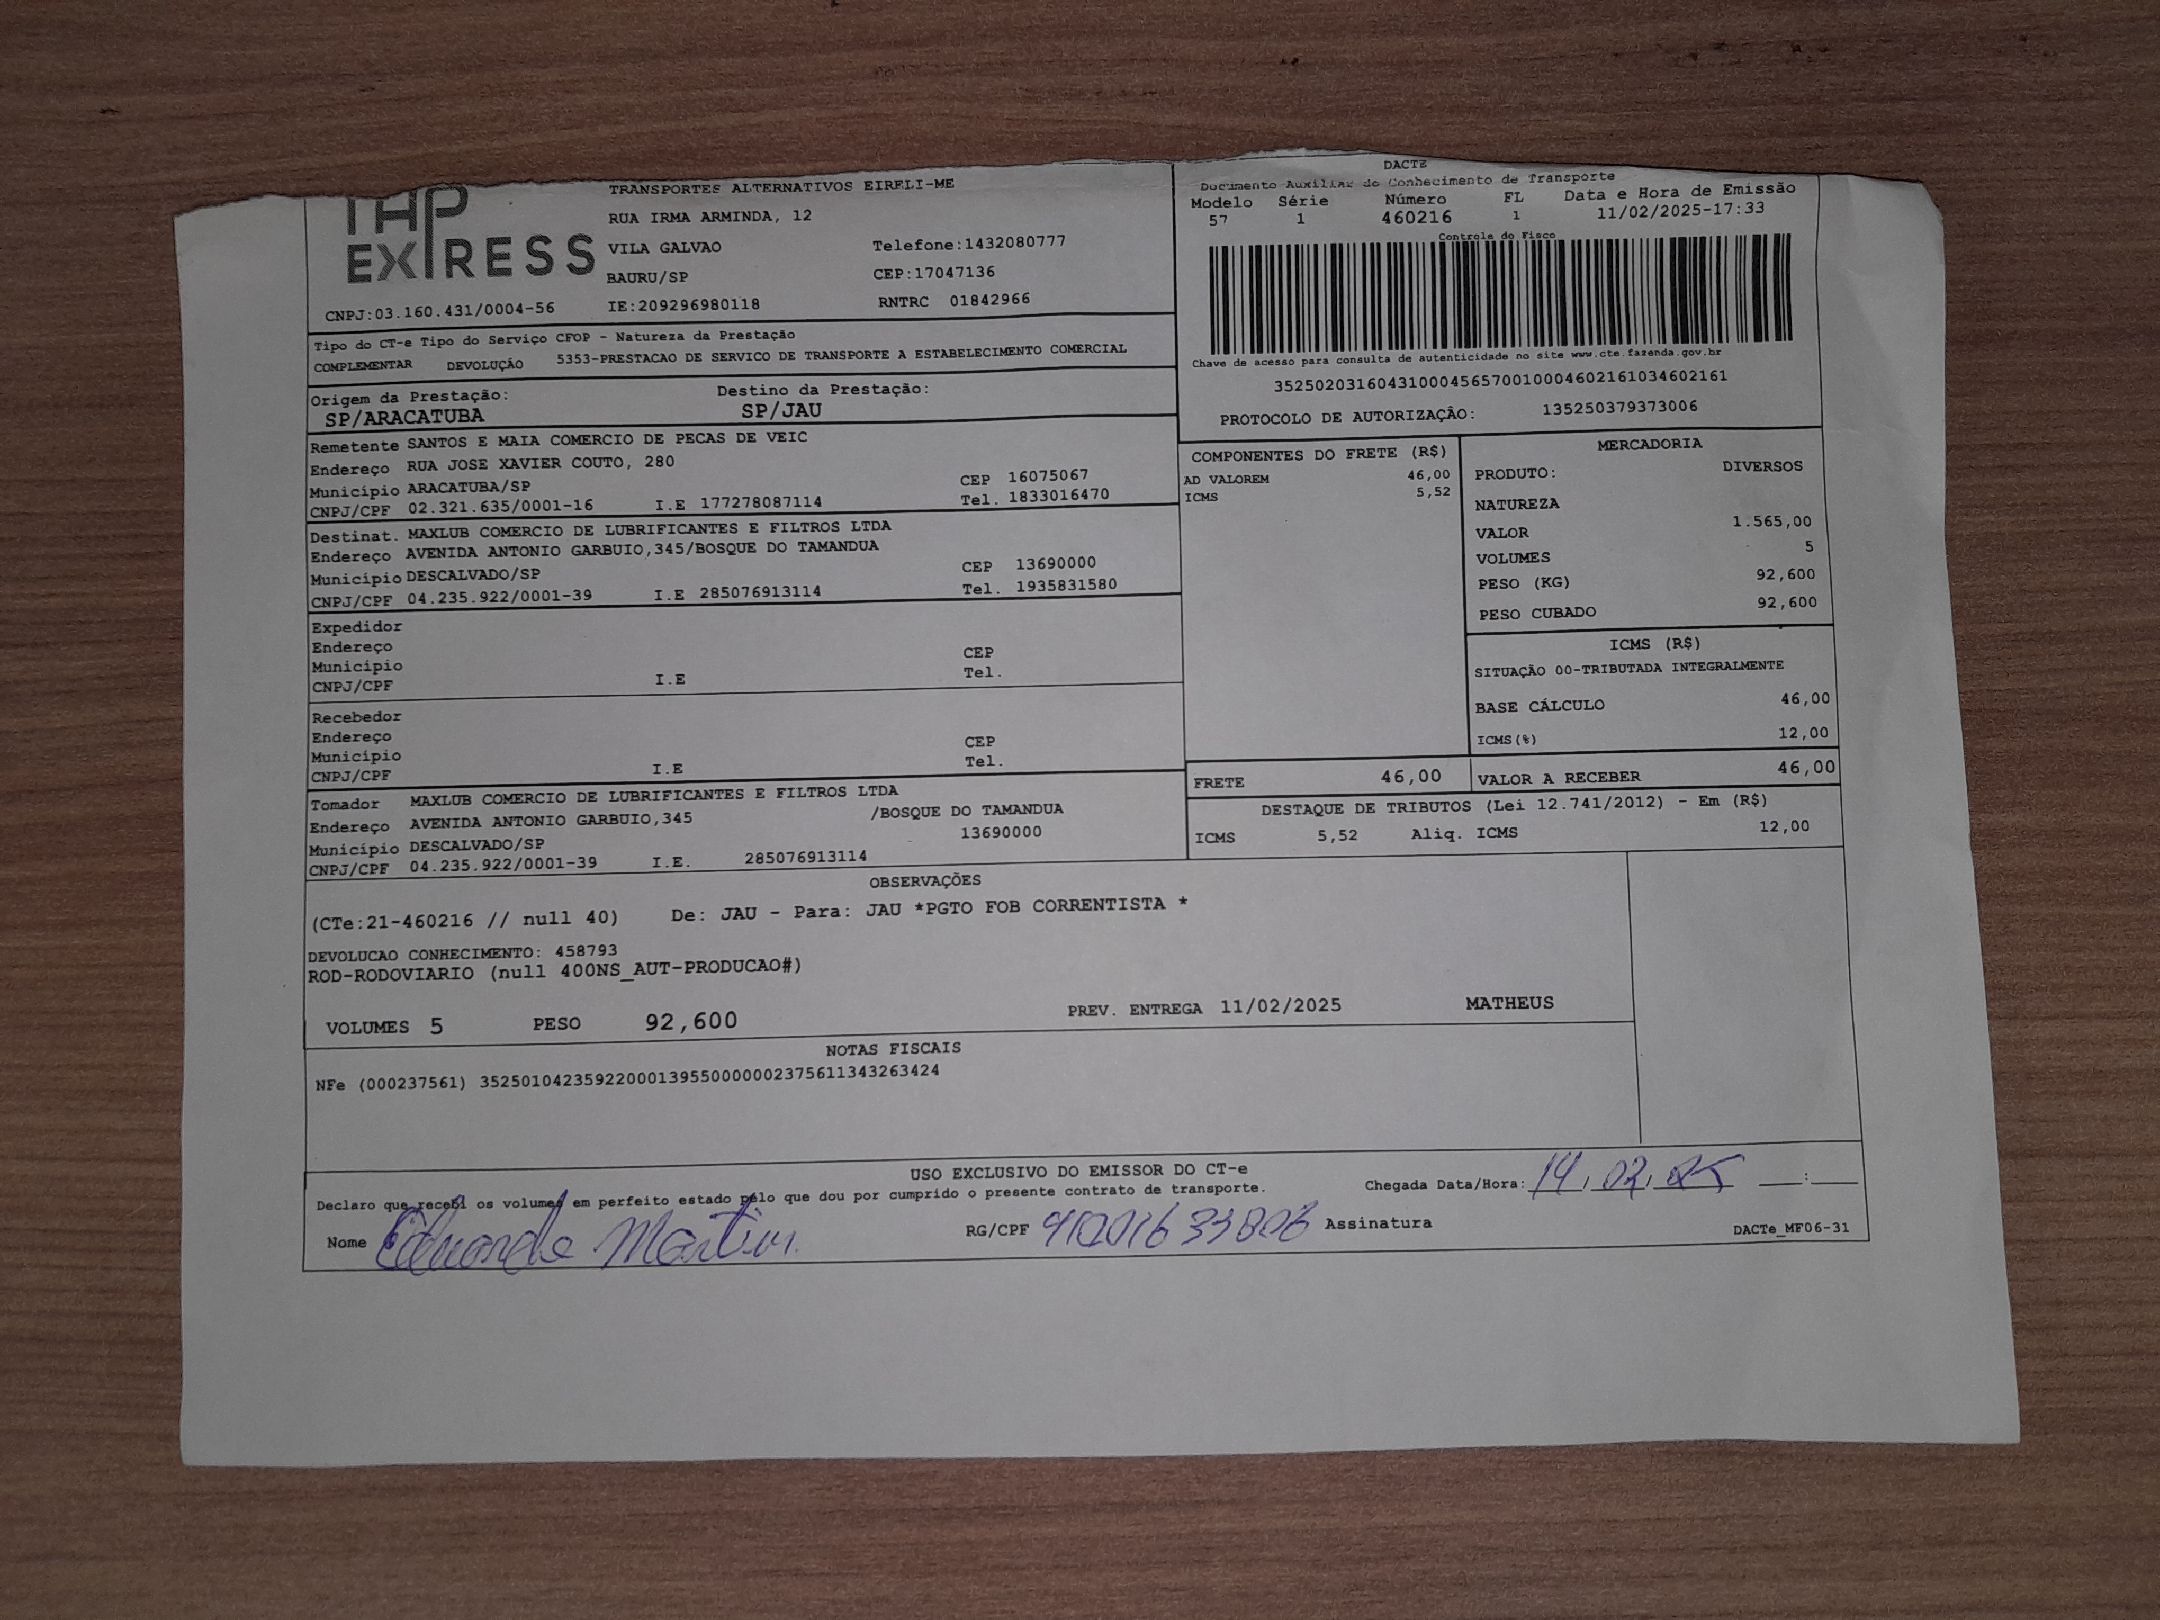 TRANSPORTES ALTERNATIVOS EIRELI-ME
RUA IRMA ARMINDA, 12
VILA GALVAO Telefone:1432080777
BAURU/SP CEP:17047136
CNPJ:03.160.431/0004-56 IE:209296980118 RNTRC 01842966
EXPRESS
DACTE
Documento Auxiliar do Conhecimento de Transporte
Modelo Série Número FL Data e Hora de Emissão
57 1 460216 1 11/02/2025-17:33
Controle do Fisco
Chave de acesso para consulta de autenticidade no site www.cte.fazenda.gov.br
35250203160431000456570010004602161034602161
PROTOCOLO DE AUTORIZAÇÃO: 135250379373006
Tipo do CT-e Tipo do Serviço CFOP - Natureza da Prestação
COMPLEMENTAR DEVOLUÇÃO 5353-PRESTACAO DE SERVICO DE TRANSPORTE A ESTABELECIMENTO COMERCIAL
Origem da Prestação: Destino da Prestação:
SP/ARACATUBA SP/JAU
Remetente SANTOS E MAIA COMERCIO DE PECAS DE VEIC
Endereço RUA JOSE XAVIER COUTO, 280
Município ARACATUBA/SP CEP 16075067
CNPJ/CPF 02.321.635/0001-16 I.E 177278087114 Tel. 1833016470
Destinat. MAXLUB COMERCIO DE LUBRIFICANTES E FILTROS LTDA
Endereço AVENIDA ANTONIO GARBUIO,345/BOSQUE DO TAMANDUA
Município DESCALVADO/SP CEP 13690000
CNPJ/CPF 04.235.922/0001-39 I.E 285076913114 Tel. 1935831580
Expedidor
Endereço
Município CEP
CNPJ/CPF I.E Tel.
Recebedor
Endereço
Município CEP
CNPJ/CPF I.E Tel.
Tomador MAXLUB COMERCIO DE LUBRIFICANTES E FILTROS LTDA
Endereço AVENIDA ANTONIO GARBUIO,345 /BOSQUE DO TAMANDUA
Município DESCALVADO/SP 13690000
CNPJ/CPF 04.235.922/0001-39 I.E. 285076913114
COMPONENTES DO FRETE (R$)
AD VALOREM 46,00
ICMS 5,52
MERCADORIA
PRODUTO: DIVERSOS
NATUREZA
VALOR 1.565,00
VOLUMES 5
PESO (KG) 92,600
PESO CUBADO 92,600
ICMS (R$)
SITUAÇÃO 00-TRIBUTADA INTEGRALMENTE
BASE CÁLCULO 46,00
ICMS(%) 12,00
FRETE 46,00 VALOR A RECEBER 46,00
DESTAQUE DE TRIBUTOS (Lei 12.741/2012) - Em (R$)
ICMS 5,52 Aliq. ICMS 12,00
OBSERVAÇÕES
(CTe:21-460216 // null 40) De: JAU - Para: JAU *PGTO FOB CORRENTISTA *
DEVOLUCAO CONHECIMENTO: 458793
ROD-RODOVIARIO (null 400NS_AUT-PRODUCAO#)
VOLUMES 5 PESO 92,600 PREV. ENTREGA 11/02/2025 MATHEUS
NOTAS FISCAIS
NFe (000237561) 35250104235922000139550000002375611343263424
USO EXCLUSIVO DO EMISSOR DO CT-e
Declaro que recebi os volumes em perfeito estado pelo que dou por cumprido o presente contrato de transporte. Chegada Data/Hora: 14.02.25 :
Nome Eduardo Martins RG/CPF Assinatura
DACTe_MF06-31